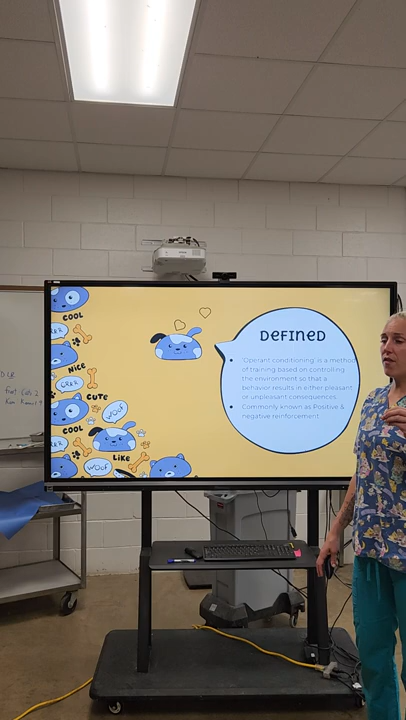 DEFINED
• 'Operant conditioning' is a method
of training based on controlling
the environment so that a
behavior results in either pleasant
or unpleasant consequences.
• Commonly known as Positive &
negative reinforcement.
COOL
NICE
GRRR
CUTE
WOOF
COOL
LIKE
WOOF